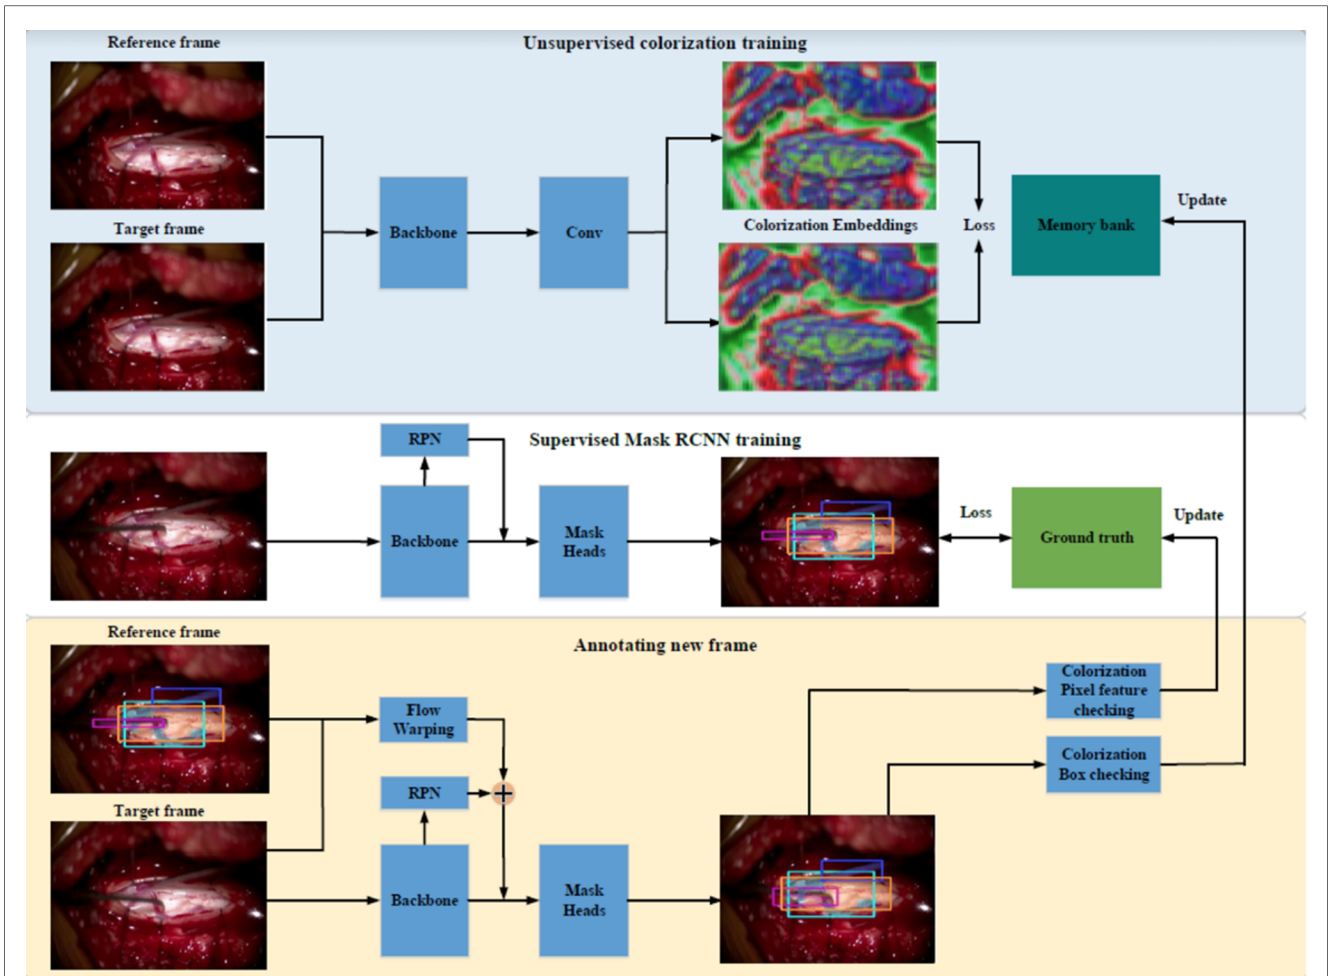 Reference frame
Unsupervised colorization training
Target frame
Backbone
Conv
Colorization Embeddings
Loss
Memory bank
Update
RPN
Supervised Mask RCNN training
Backbone
Mask
Heads
Loss
Ground truth
Update
Reference frame
Annotating new frame
Flow
Warping
Target frame
RPN
Backbone
Mask
Heads
Colorization
Pixel feature
checking
Colorization
Box checking